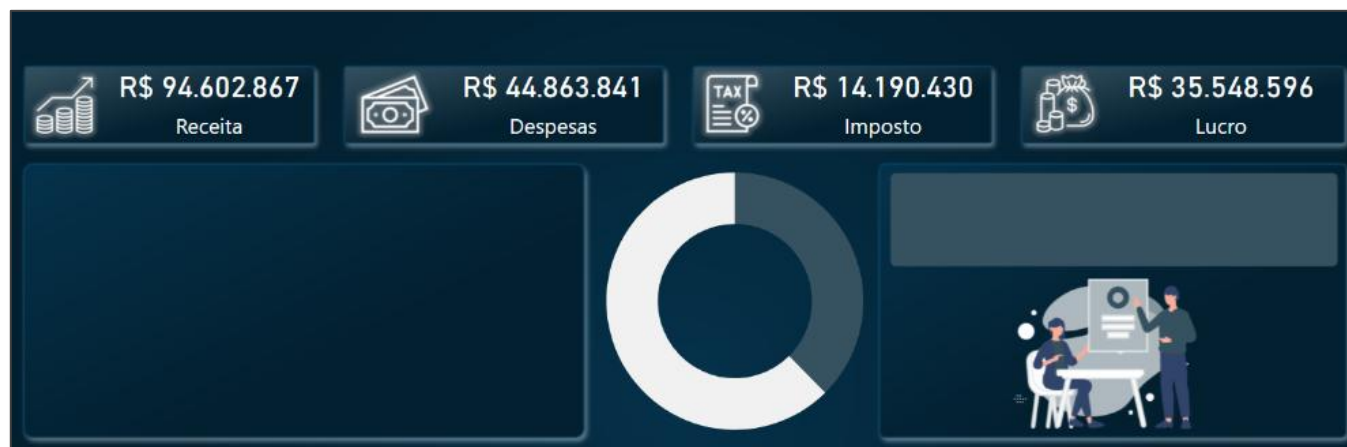 R$ 94.602.867
Receita
R$ 44.863.841
Despesas
TAX
R$ 14.190.430
Imposto
$
R$ 35.548.596
Lucro